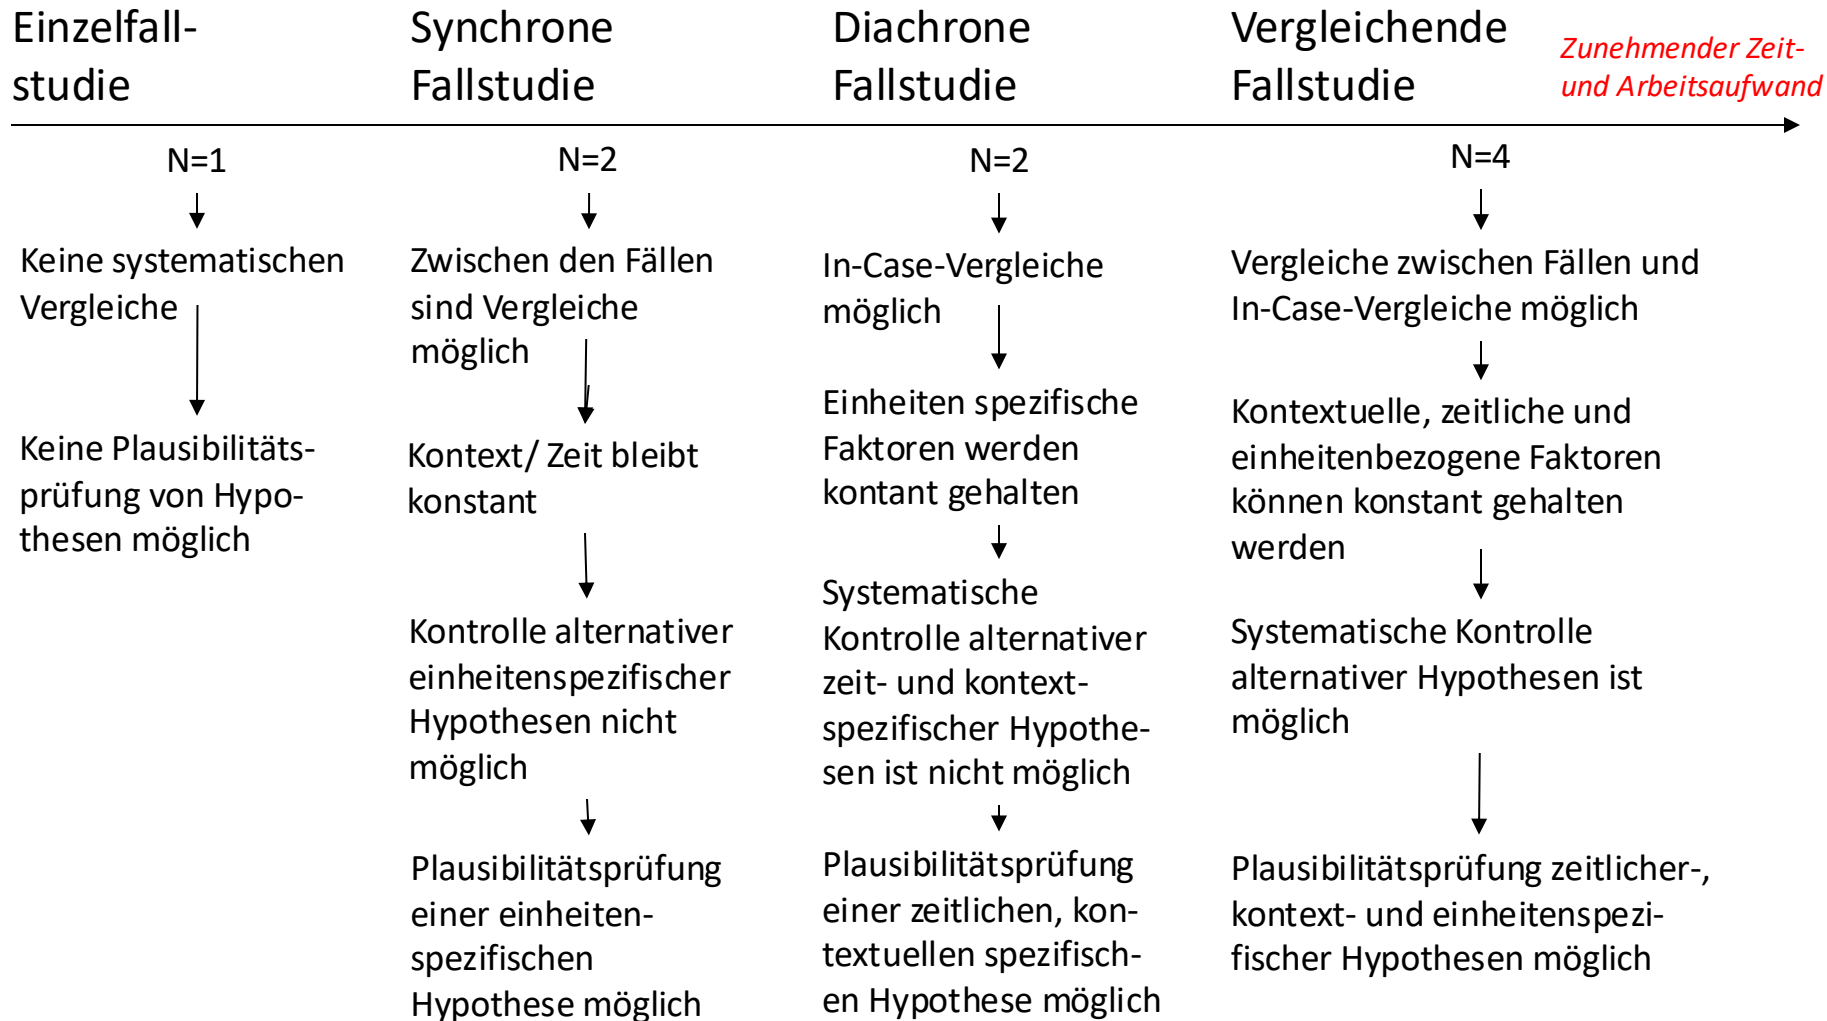 Einzelfall-
studie
Synchrone
Fallstudie
Diachrone
Fallstudie
Vergleichende
Fallstudie
Zunehmender Zeit-
und Arbeitsaufwand
N=1
Keine systematischen
Vergleiche
Keine Plausibilitäts-
prüfung von Hypo-
thesen möglich
N=2
Zwischen den Fällen
sind Vergleiche
möglich
Kontext/ Zeit bleibt
konstant
Kontrolle alternativer
einheitenspezifischer
Hypothesen nicht
möglich
Plausibilitätsprüfung
einer einheiten-
spezifischen
Hypothese möglich
N=2
In-Case-Vergleiche
möglich
Einheiten spezifische
Faktoren werden
kontant gehalten
Systematische
Kontrolle alternativer
zeit- und kontext-
spezifischer Hypothe-
sen ist nicht möglich
Plausibilitätsprüfung
einer zeitlichen, kon-
textuellen spezifisch-
en Hypothese möglich
N=4
Vergleiche zwischen Fällen und
In-Case-Vergleiche möglich
Kontextuelle, zeitliche und
einheitenbezogene Faktoren
können konstant gehalten
werden
Systematische Kontrolle
alternativer Hypothesen ist
möglich
Plausibilitätsprüfung zeitlicher-,
kontext- und einheitenspezi-
fischer Hypothesen möglich